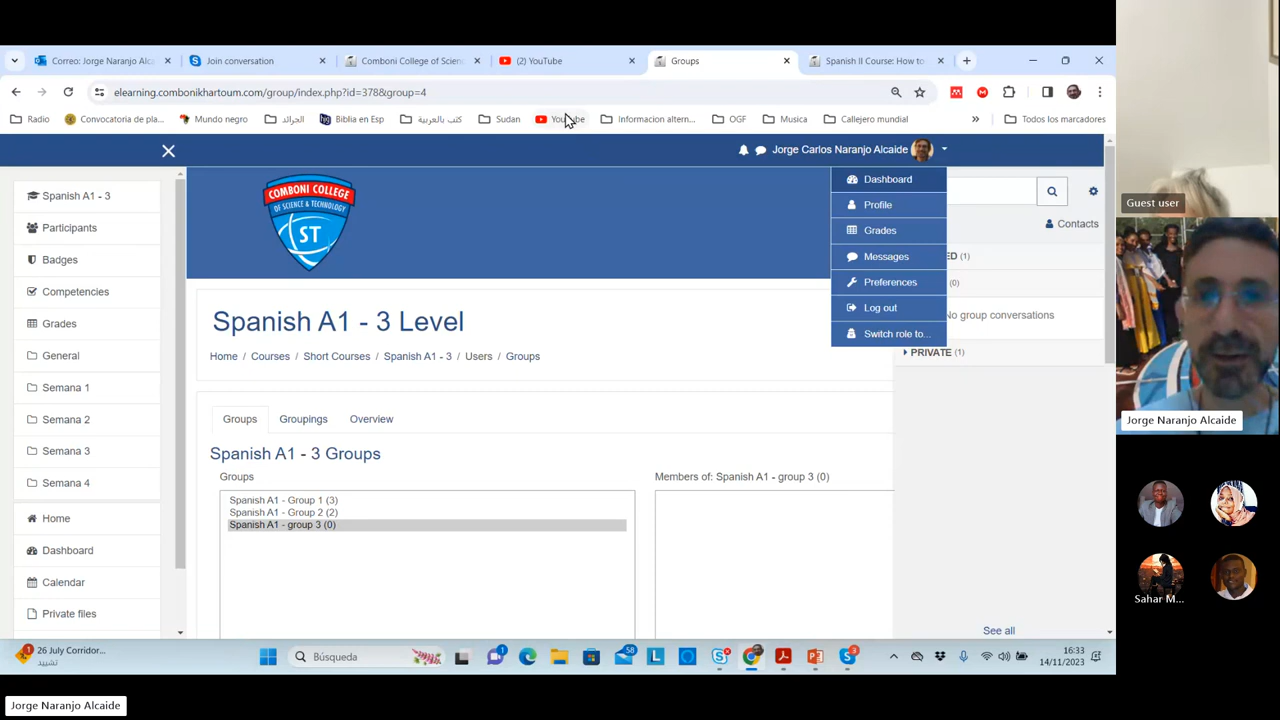 Correo: Jorge Naranjo Alc
Join conversation
Comboni College of Scienc
(2) YouTube
Groups
Spanish II Course: How to
elearning.combonikhartoum.com/group/index.php?id=378&group=4
Radio
Convocatoria de pla...
Mundo negro
الجرائد
Biblia en Esp
كتب بالعربية
Sudan
YouTube
Informacion altern...
OGF
Musica
Callejero mundial
»
Todos los marcadores
Jorge Carlos Naranjo Alcaide
Dashboard
Profile
Grades
Messages
Preferences
Log out
Switch role to...
Contacts
ED (1)
(0)
No group conversations
PRIVATE (1)
See all
Spanish A1 - 3
Participants
Badges
Competencies
Grades
General
Semana 1
Semana 2
Semana 3
Semana 4
Home
Dashboard
Calendar
Private files
COMBONI COLLEGE
OF SCIENCE & TECHNOLOGY
ST
Spanish A1 - 3 Level
Home / Courses / Short Courses / Spanish A1 - 3 / Users / Groups
Groups
Groupings
Overview
Spanish A1 - 3 Groups
Groups
Spanish A1 - Group 1 (3)
Spanish A1 - Group 2 (2)
Spanish A1 - group 3 (0)
Members of: Spanish A1 - group 3 (0)
1
26 July Corridor...
تشييد
Búsqueda
1
58
L
3
16:33
14/11/2023
Guest user
Jorge Naranjo Alcaide
Sahar M...
Jorge Naranjo Alcaide